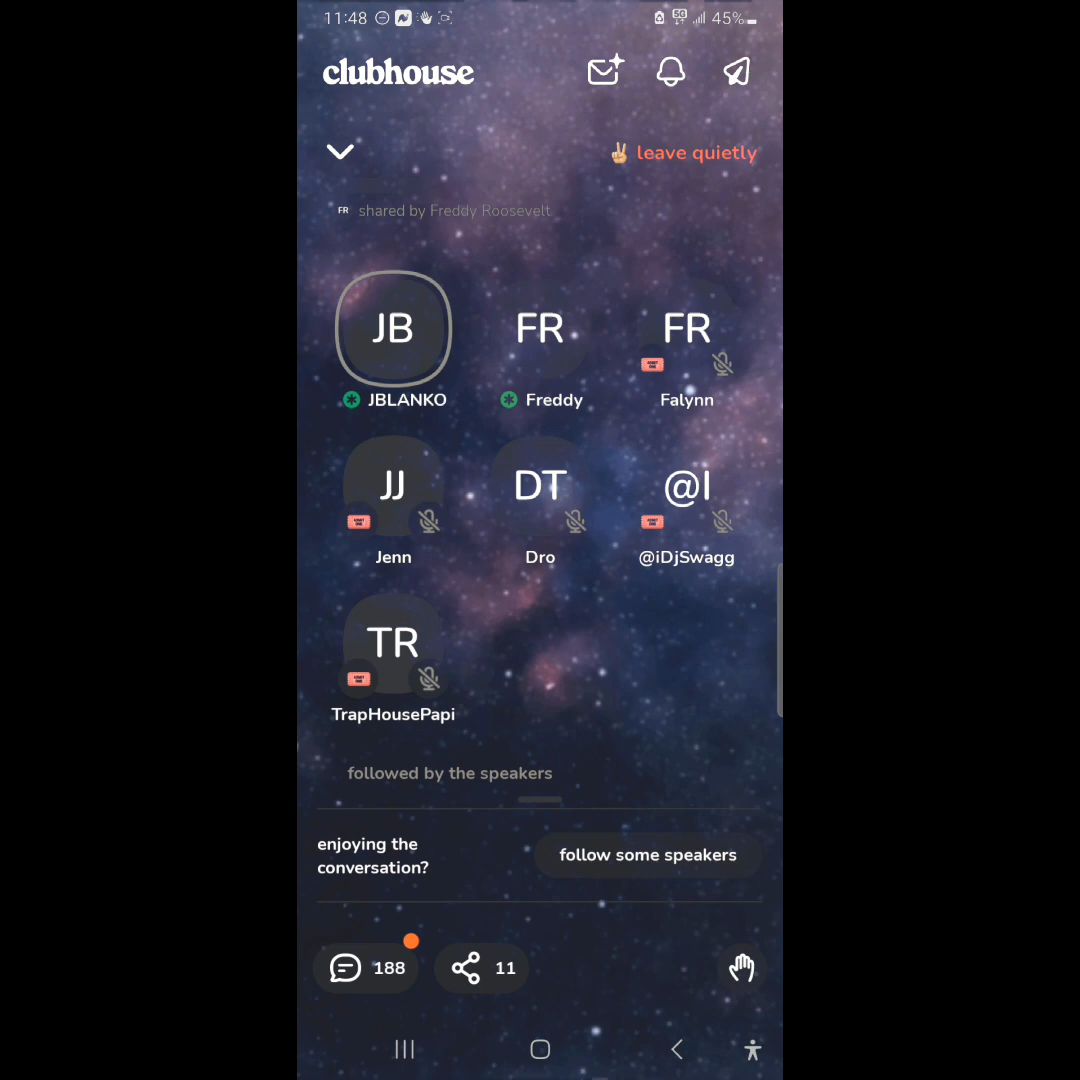 11:48 45%
clubhouse
✌🏼 leave quietly
FR shared by Freddy Roosevelt
JB FR FR
JBLANKO Freddy Falynn
JJ DT @I
Jenn Dro @iDjSwagg
TR
TrapHousePapi
followed by the speakers
enjoying the
conversation?
follow some speakers
188 11